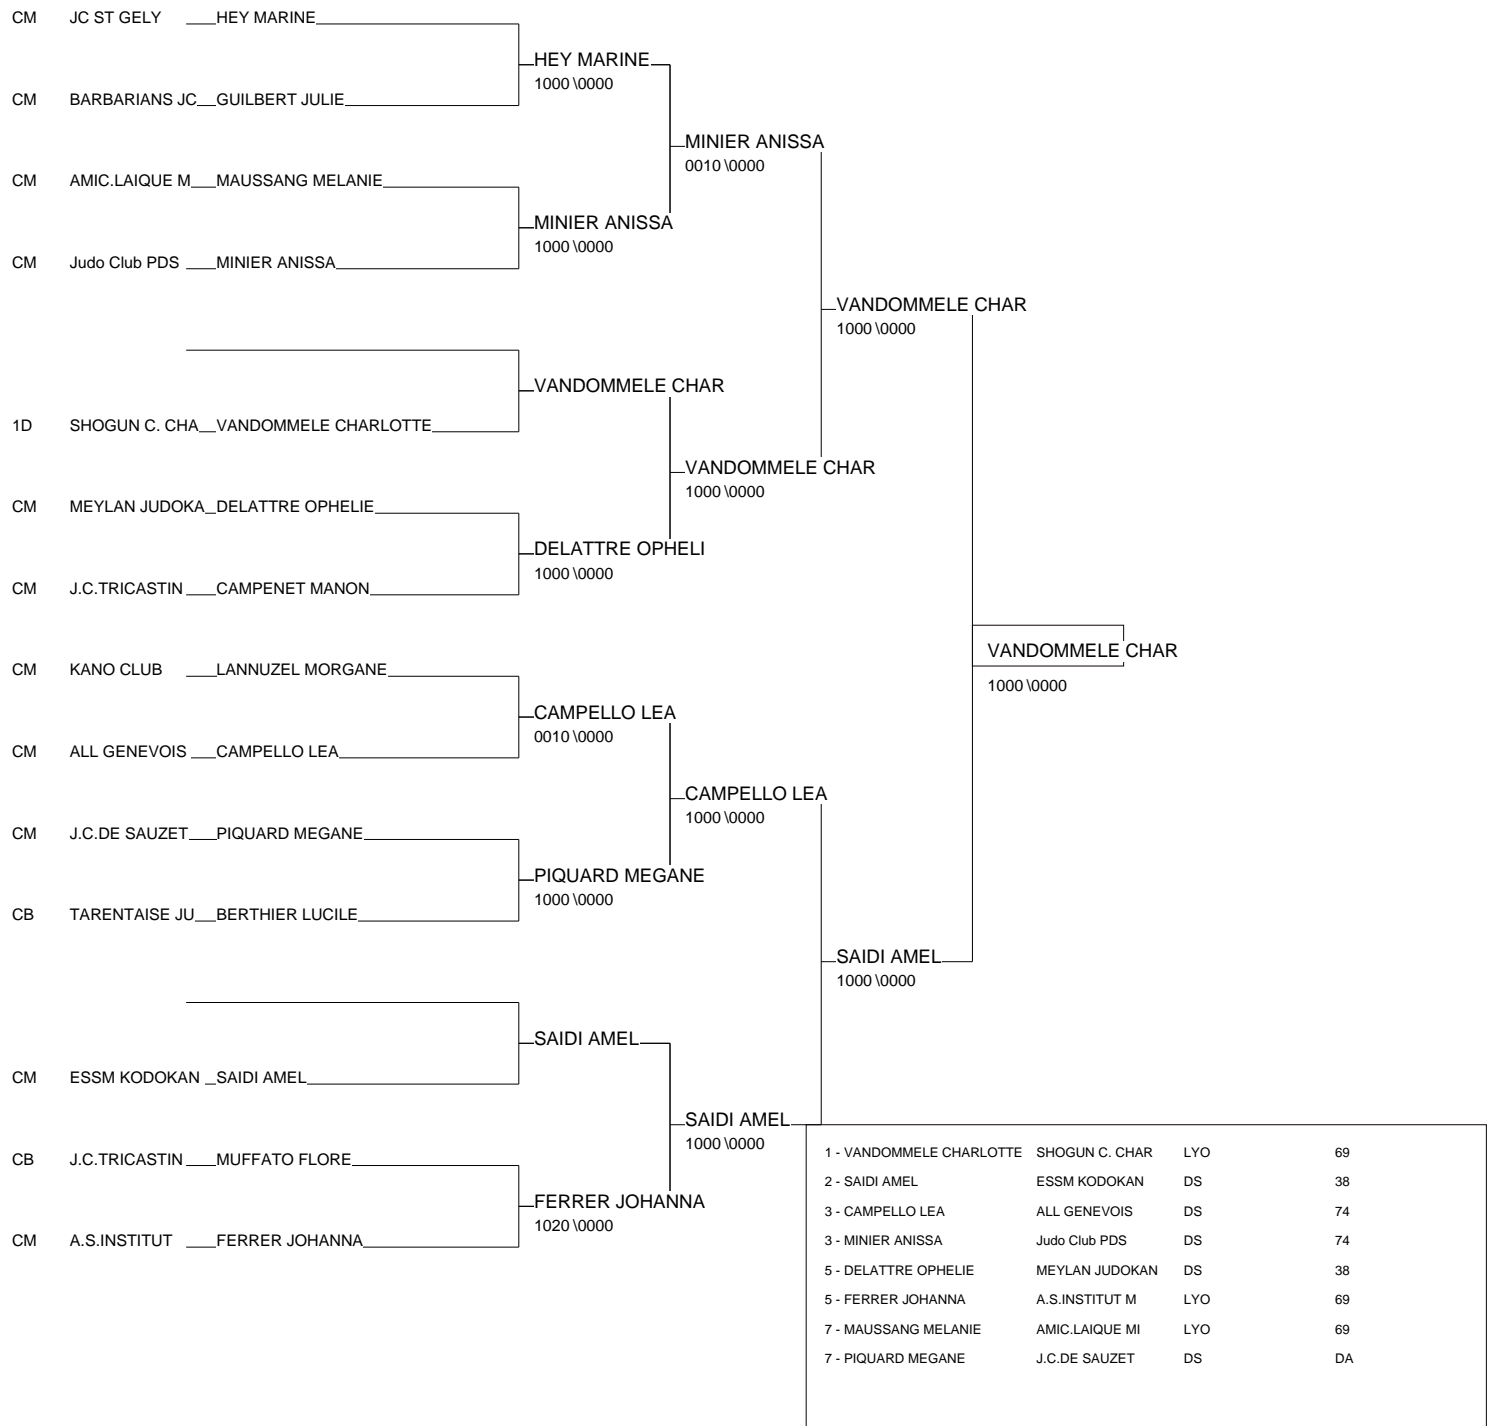 CM JC ST GELY HEY MARINE
HEY MARINE
1000 \0000
CM BARBARIANS JC GUILBERT JULIE
MINIER ANISSA
0010 \0000
CM AMIC.LAIQUE M MAUSSANG MELANIE
MINIER ANISSA
1000 \0000
CM Judo Club PDS MINIER ANISSA
VANDOMMELE CHAR
1000 \0000
VANDOMMELE CHAR
1D SHOGUN C. CHA VANDOMMELE CHARLOTTE
VANDOMMELE CHAR
1000 \0000
CM MEYLAN JUDOKA DELATTRE OPHELIE
DELATTRE OPHELI
1000 \0000
CM J.C.TRICASTIN CAMPENET MANON
VANDOMMELE CHAR
1000 \0000
CM KANO CLUB LANNUZEL MORGANE
CAMPELLO LEA
0010 \0000
CM ALL GENEVOIS CAMPELLO LEA
CAMPELLO LEA
1000 \0000
CM J.C.DE SAUZET PIQUARD MEGANE
PIQUARD MEGANE
1000 \0000
CB TARENTAISE JU BERTHIER LUCILE
SAIDI AMEL
1000 \0000
SAIDI AMEL
CM ESSM KODOKAN SAIDI AMEL
SAIDI AMEL
1000 \0000
CB J.C.TRICASTIN MUFFATO FLORE
FERRER JOHANNA
1020 \0000
CM A.S.INSTITUT FERRER JOHANNA
1 - VANDOMMELE CHARLOTTE SHOGUN C. CHAR LYO 69
2 - SAIDI AMEL ESSM KODOKAN DS 38
3 - CAMPELLO LEA ALL GENEVOIS DS 74
3 - MINIER ANISSA Judo Club PDS DS 74
5 - DELATTRE OPHELIE MEYLAN JUDOKAN DS 38
5 - FERRER JOHANNA A.S.INSTITUT M LYO 69
7 - MAUSSANG MELANIE AMIC.LAIQUE MI LYO 69
7 - PIQUARD MEGANE J.C.DE SAUZET DS DA